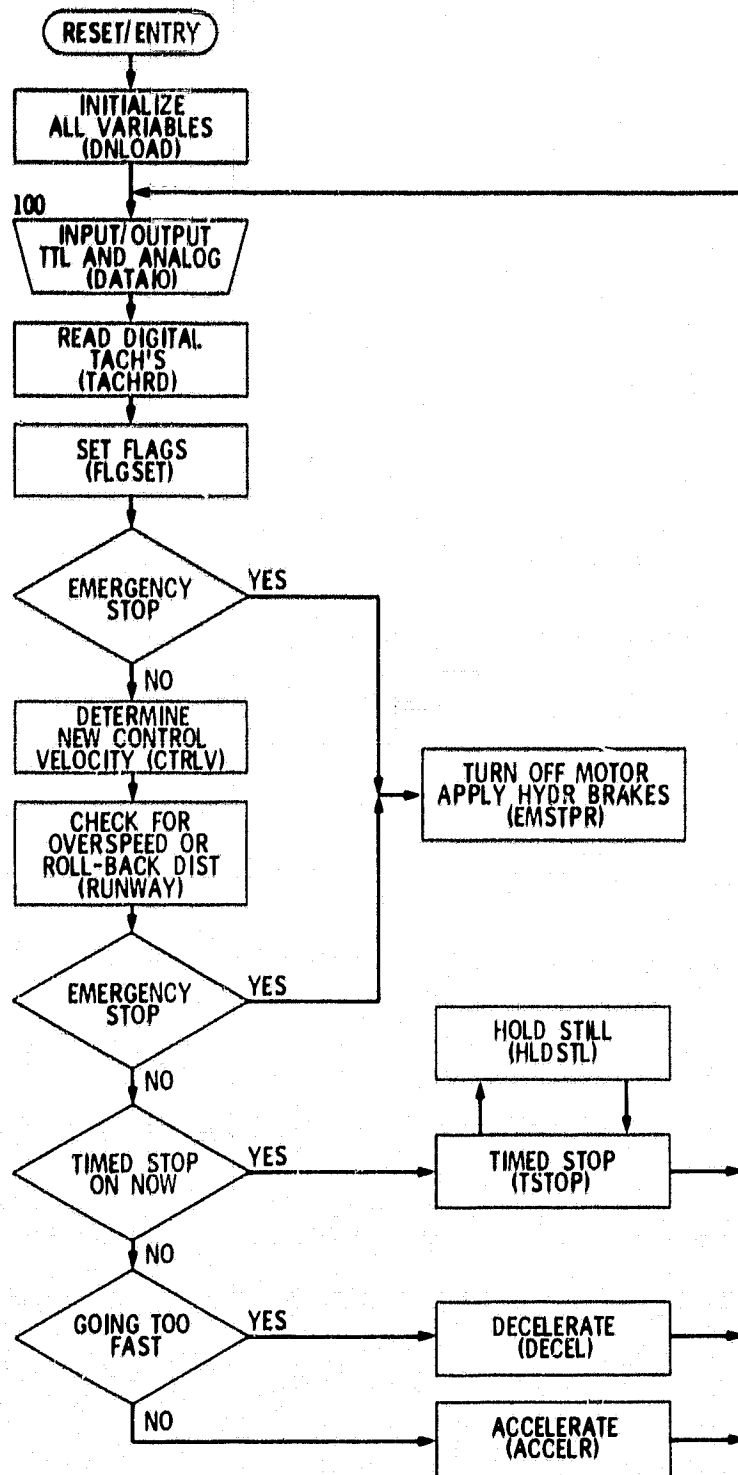 RESET/ENTRY
INITIALIZE
ALL VARIABLES
(DNLOAD)
100
INPUT/OUTPUT
TTL AND ANALOG
(DATAIO)
READ DIGITAL
TACH'S
(TACHRD)
SET FLAGS
(FLGSET)
EMERGENCY
STOP
YES
NO
DETERMINE
NEW CONTROL
VELOCITY (CTRLV)
TURN OFF MOTOR
APPLY HYDR BRAKES
(EMSTPR)
CHECK FOR
OVERSPEED OR
ROLL-BACK DIST
(RUNWAY)
EMERGENCY
STOP
YES
NO
HOLD STILL
(HLDSTL)
TIMED STOP
ON NOW
YES
TIMED STOP
(TSTOP)
NO
GOING TOO
FAST
YES
DECELERATE
(DECEL)
NO
ACCELERATE
(ACCELR)